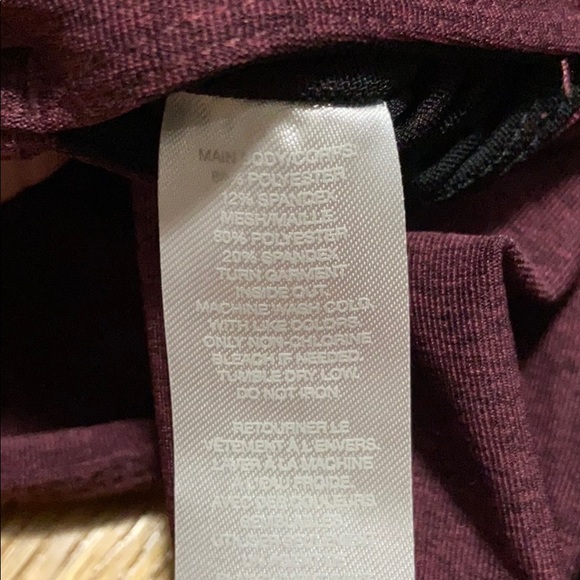 MAIN BODY/CORPS:
88% POLYESTER
12% SPANDEX
MESH/MAILLE
80% POLYESTER
20% SPANDEX
TURN GARMENT
INSIDE OUT.
MACHINE WASH COLD.
WITH LIKE COLORS.
ONLY NON-CHLORINE
BLEACH IF NEEDED.
TUMBLE DRY LOW.
DO NOT IRON.
RETOURNER LE
VÊTEMENT À L'ENVERS.
LAVER À LA MACHINE
À L'EAU FROIDE
AVEC DES COULEURS